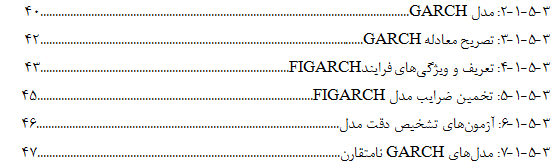 ۳-۵-۱-۲: مدل GARCH........................................................................................۴۰
۳-۵-۱-۳: تصریح معادله GARCH............................................................................۴۲
۳-۵-۱-۴: تعریف و ویژگی‌های فرایندFIGARCH..........................................................۴۳
۳-۵-۱-۵: تخمین ضرایب مدل FIGARCH.................................................................۴۵
۳-۵-۱-۶: آزمون‌های تشخیص دقت مدل.................................................................۴۶
۳-۵-۱-۷: مدل‌های GARCH نامتقارن.....................................................................۴۷